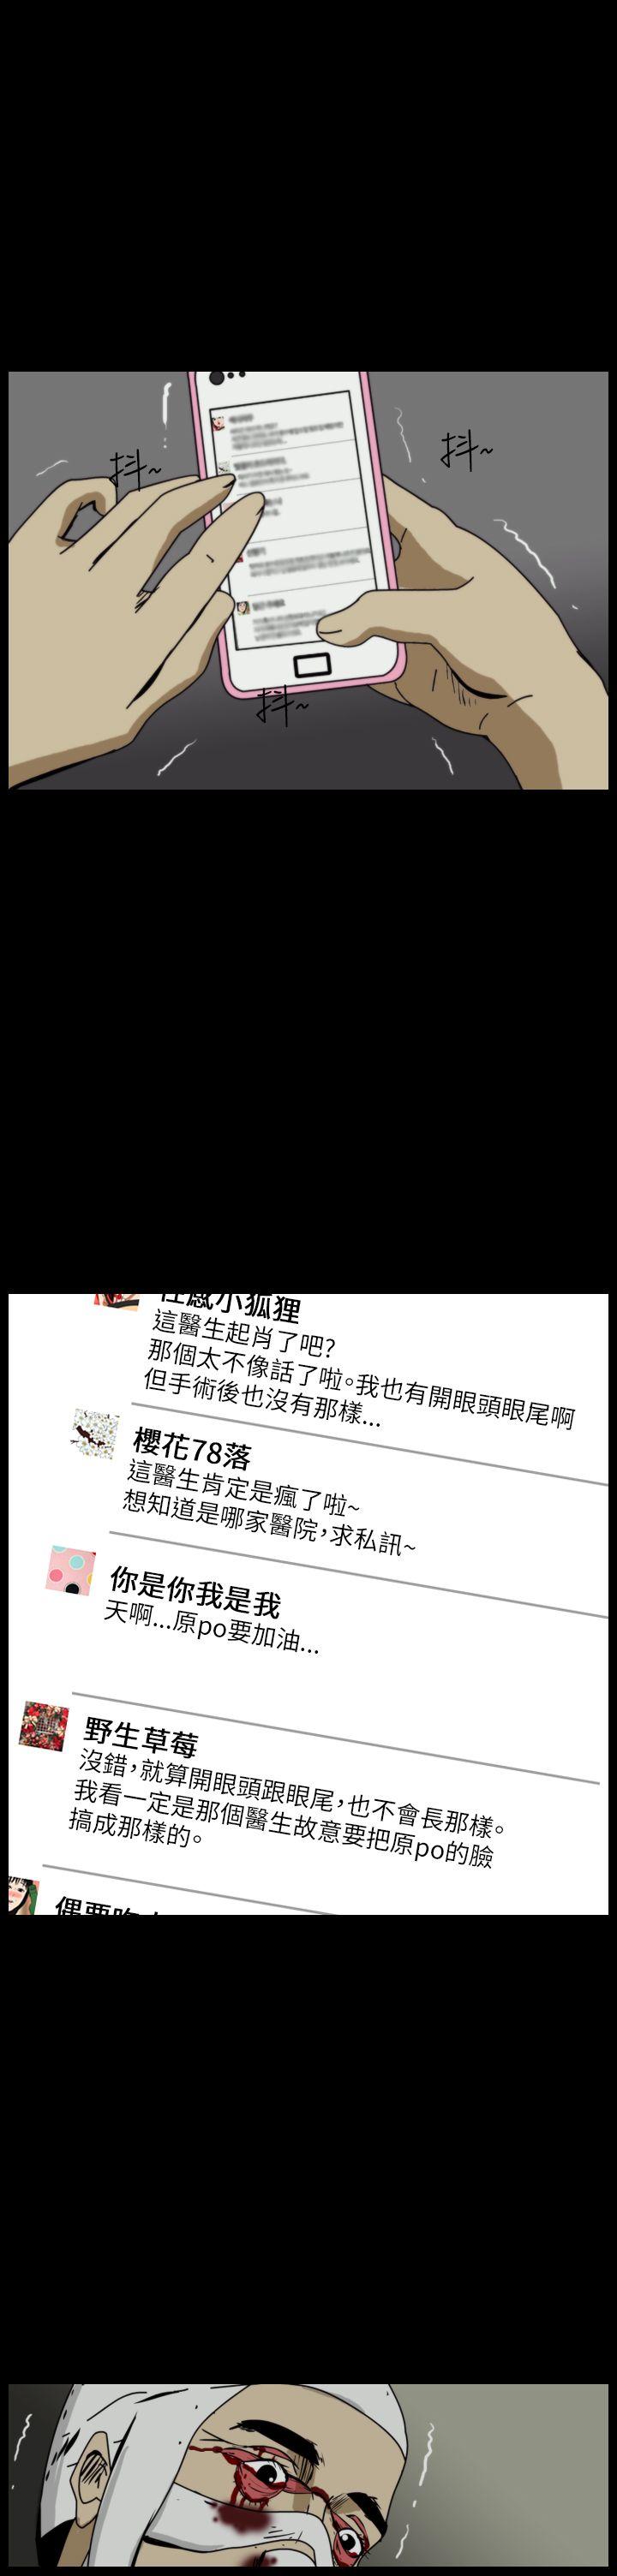 抖~
抖~
抖~
性感小狐狸
這醫生起肖了吧?
那個太不像話了啦。我也有開眼頭眼尾啊
但手術後也沒有那樣...
櫻花78落
這醫生肯定是瘋了啦~
想知道是哪家醫院，求私訊~
你是你我是我
天啊...原po要加油...
野生草莓
沒錯，就算開眼頭跟眼尾，也不會長那樣。
我看一定是那個醫生故意要把原po的臉
搞成那樣的。
偶要